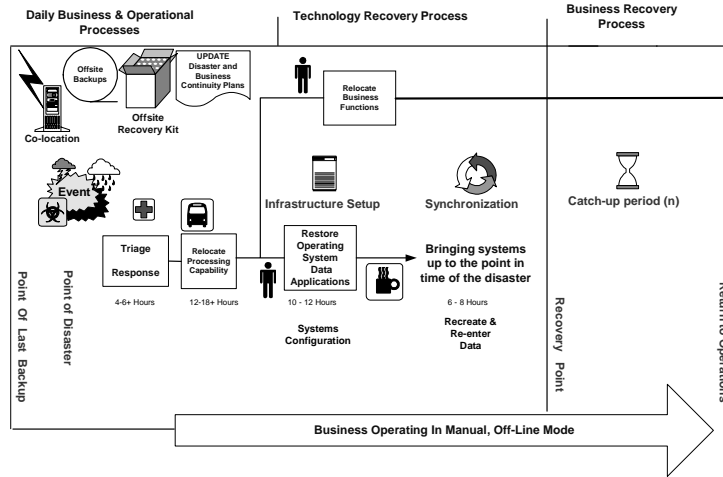 Daily Business & Operational
Processes
Technology Recovery Process
Business Recovery
Process
Offsite
Backups
UPDATE
Disaster and
Business
Continuity Plans
Offsite
Recovery Kit
Co-location
Relocate
Business
Functions
Event
Infrastructure Setup
Synchronization
Catch-up period (n)
Triage
Response
Relocate
Processing
Capability
Restore
Operating
System
Data
Applications
Bringing systems
up to the point in
time of the disaster
4-6+ Hours
12-18+ Hours
10 - 12 Hours
6 - 8 Hours
Systems
Configuration
Recreate &
Re-enter
Data
Point Of Last Backup
Point of Disaster
Recovery Point
Return to Operations
Business Operating In Manual, Off-Line Mode